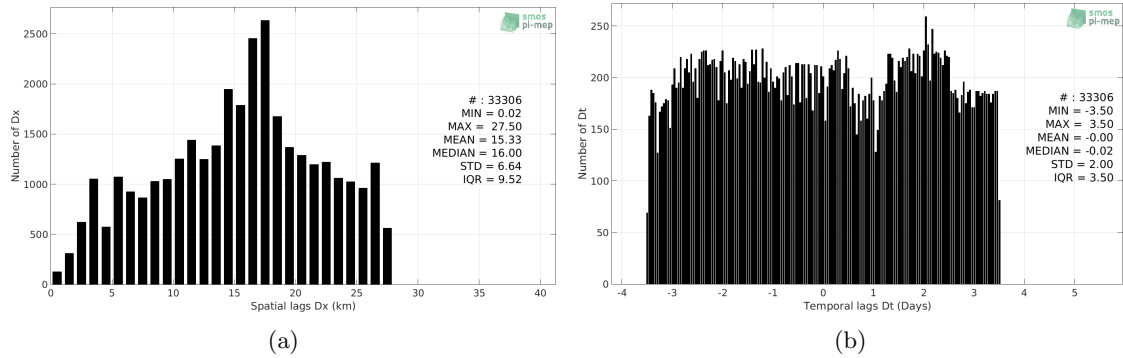 smos
pi-mep
2500
2000
1500
1000
500
0
Number of Dx
# : 33306
MIN = 0.02
MAX = 27.50
MEAN = 15.33
MEDIAN = 16.00
STD = 6.64
IQR = 9.52
0 5 10 15 20 25 30 35 40
Spatial lags Dx (km)
(a)
smos
pi-mep
250
200
150
100
50
0
Number of Dt
# : 33306
MIN = -3.50
MAX = 3.50
MEAN = -0.00
MEDIAN = -0.02
STD = 2.00
IQR = 3.50
-4 -3 -2 -1 0 1 2 3 4 5
Temporal lags Dt (Days)
(b)